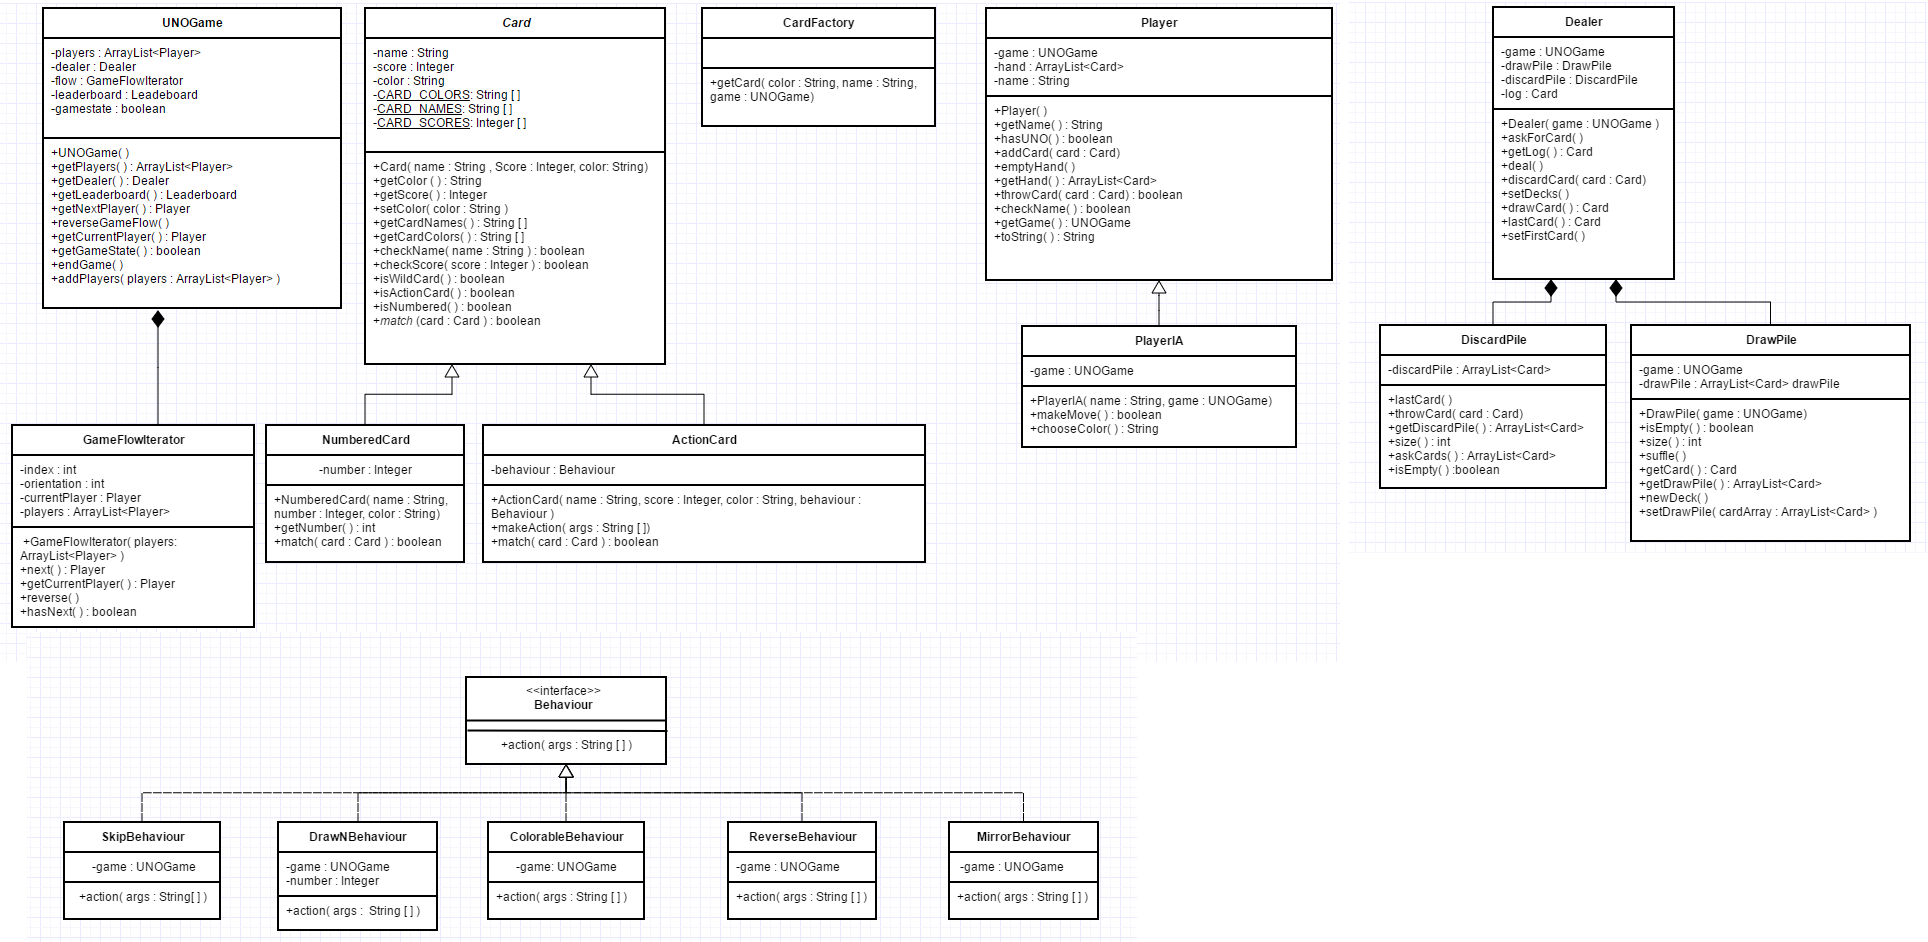 UNOGame
-players : ArrayList<Player>
-dealer : Dealer
-flow : GameFlowIterator
-leaderboard : Leadeboard
-gamestate : boolean
+UNOGame( )
+getPlayers( ) : ArrayList<Player>
+getDealer( ) : Dealer
+getLeaderboard( ) : Leaderboard
+getNextPlayer( ) : Player
+reverseGameFlow( )
+getCurrentPlayer( ) : Player
+getGameState( ) : boolean
+endGame( )
+addPlayers( players : ArrayList<Player> )
Card
-name : String
-score : Integer
-color : String
-CARD_COLORS: String [ ]
-CARD_NAMES: String [ ]
-CARD_SCORES: Integer [ ]
+Card( name : String , Score : Integer, color: String)
+getColor ( ) : String
+getScore( ) : Integer
+setColor( color : String )
+getCardNames( ) : String [ ]
+getCardColors( ) : String [ ]
+checkName( name : String ) : boolean
+checkScore( score : Integer ) : boolean
+isWildCard( ) : boolean
+isActionCard( ) : boolean
+isNumbered( ) : boolean
+match (card : Card ) : boolean
CardFactory
+getCard( color : String, name : String,
game : UNOGame)
Player
-game : UNOGame
-hand : ArrayList<Card>
-name : String
+Player( )
+getName( ) : String
+hasUNO( ) : boolean
+addCard( card : Card)
+emptyHand( )
+getHand( ) : ArrayList<Card>
+throwCard( card : Card) : boolean
+checkName( ) : boolean
+getGame( ) : UNOGame
+toString( ) : String
Dealer
-game : UNOGame
-drawPile : DrawPile
-discardPile : DiscardPile
-log : Card
+Dealer( game : UNOGame )
+askForCard( )
+getLog( ) : Card
+deal( )
+discardCard( card : Card)
+setDecks( )
+drawCard( ) : Card
+lastCard( ) : Card
+setFirstCard( )
GameFlowIterator
-index : int
-orientation : int
-currentPlayer : Player
-players : ArrayList<Player>
+GameFlowIterator( players:
ArrayList<Player> )
+next( ) : Player
+getCurrentPlayer( ) : Player
+reverse( )
+hasNext( ) : boolean
NumberedCard
-number : Integer
+NumberedCard( name : String,
number : Integer, color : String)
+getNumber( ) : int
+match( card : Card ) : boolean
ActionCard
-behaviour : Behaviour
+ActionCard( name : String, score : Integer, color : String, behaviour :
Behaviour )
+makeAction( args : String [ ])
+match( card : Card ) : boolean
PlayerIA
-game : UNOGame
+PlayerIA( name : String, game : UNOGame)
+makeMove( ) : boolean
+chooseColor( ) : String
DiscardPile
-discardPile : ArrayList<Card>
+lastCard( )
+throwCard( card : Card)
+getDiscardPile( ) : ArrayList<Card>
+size( ) : int
+askCards( ) : ArrayList<Card>
+isEmpty( ) :boolean
DrawPile
-game : UNOGame
-drawPile : ArrayList<Card> drawPile
+DrawPile( game : UNOGame)
+isEmpty( ) : boolean
+size( ) : int
+suffle( )
+getCard( ) : Card
+getDrawPile( ) : ArrayList<Card>
+newDeck( )
+setDrawPile( cardArray : ArrayList<Card> )
<<interface>>
Behaviour
+action( args : String [ ] )
SkipBehaviour
-game : UNOGame
+action( args : String[ ] )
DrawNBehaviour
-game : UNOGame
-number : Integer
+action( args : String [ ] )
ColorableBehaviour
-game: UNOGame
+action( args : String [ ] )
ReverseBehaviour
-game : UNOGame
+action( args : String [ ] )
MirrorBehaviour
-game : UNOGame
+action( args : String [ ] )